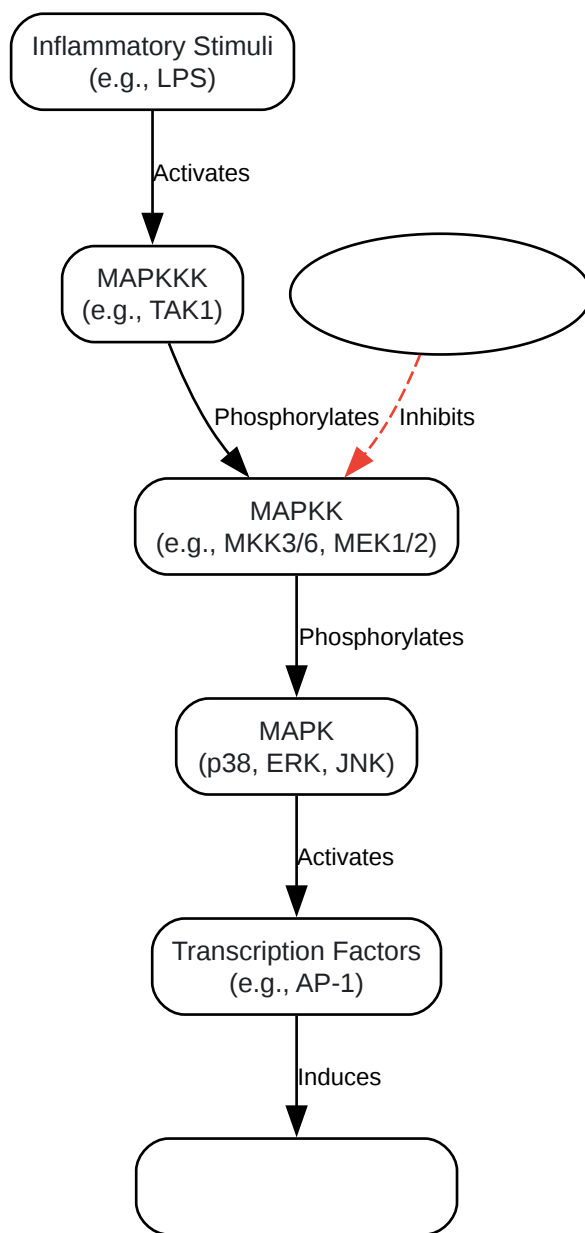 Inflammatory Stimuli
(e.g., LPS)
Activates
MAPKKK
(e.g., TAK1)
Phosphorylates
Inhibits
MAPKK
(e.g., MKK3/6, MEK1/2)
Phosphorylates
MAPK
(p38, ERK, JNK)
Activates
Transcription Factors
(e.g., AP-1)
Induces